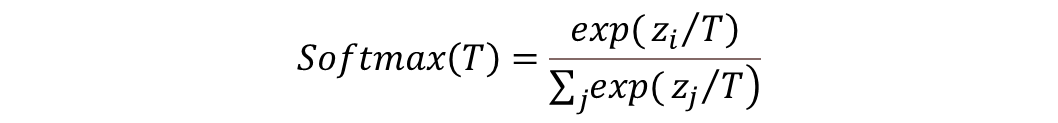 Softmax(T) = exp( z_i/T) / ∑_j exp( z_j/T)